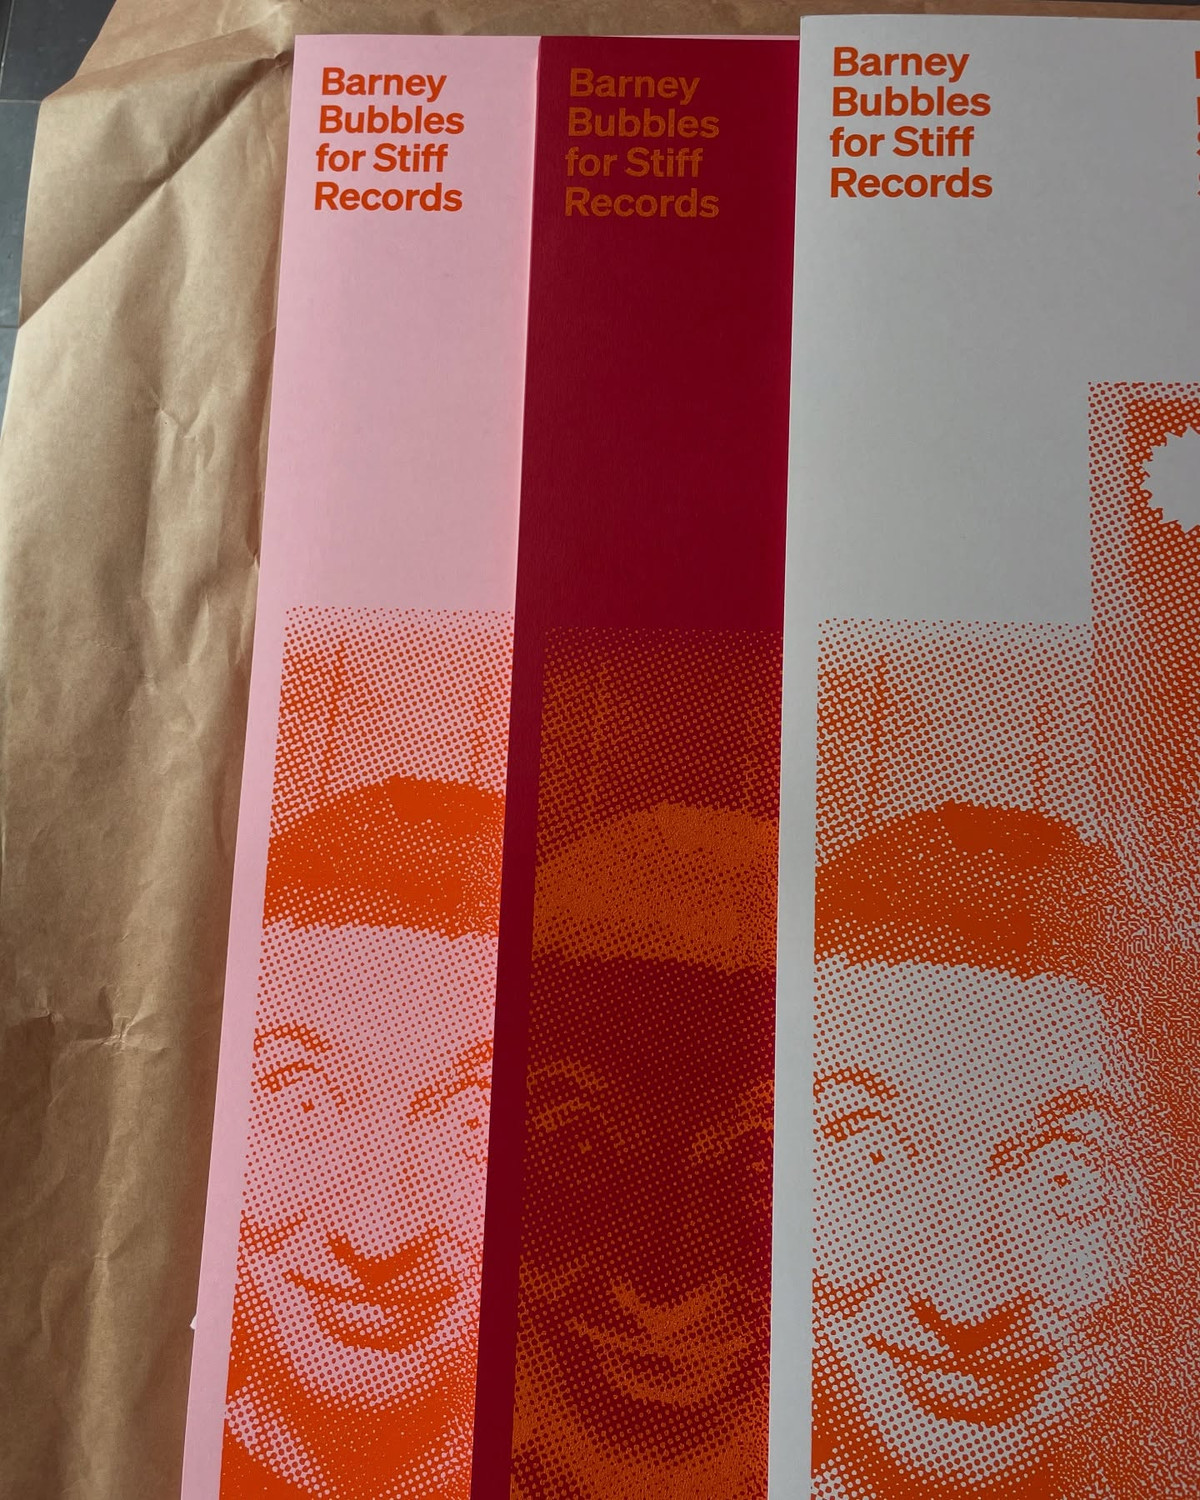 Barney
Bubbles
for Stiff
Records
Barney
Bubbles
for Stiff
Records
Barney
Bubbles
for Stiff
Records